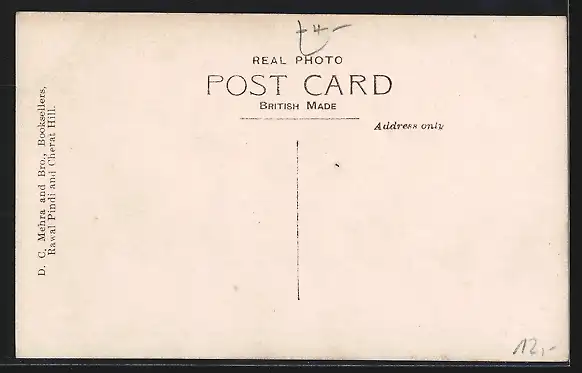 REAL PHOTO
POST CARD
BRITISH MADE
Address only
D. C. Mehra and Bro., Booksellers,
Rawal Pindi and Cherat Hill.
12,-